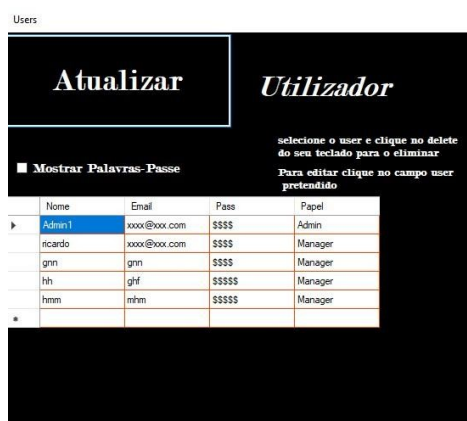 Users
Atualizar
Utilizador
selecione o user e clique no delete
do seu teclado para o eliminar
Mostrar Palavras-Passe
Para editar clique no campo user
pretendido
Nome Email Pass Papel
Admin1 xxxx@xxx.com $$$$ Admin
ricardo xxxx@xxx.com $$$$ Manager
gnn gnn $$$$ Manager
hh ghf $$$$$ Manager
hmm mhm $$$$$ Manager